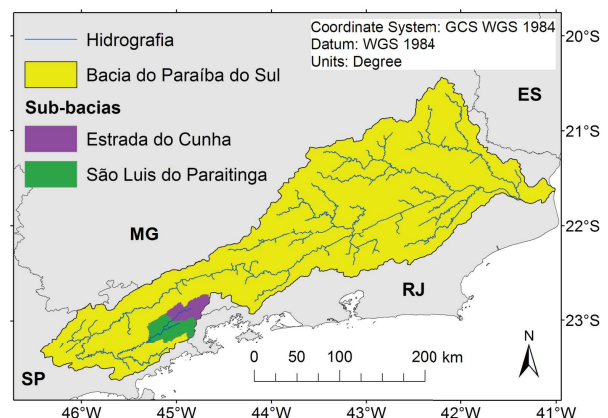 Hidrografia
Bacia do Paraíba do Sul
Sub-bacias
Estrada do Cunha
São Luis do Paraitinga
Coordinate System: GCS WGS 1984
Datum: WGS 1984
Units: Degree
20°S
21°S
22°S
23°S
ES
MG
RJ
SP
N
0 50 100 200 km
46°W 45°W 44°W 43°W 42°W 41°W